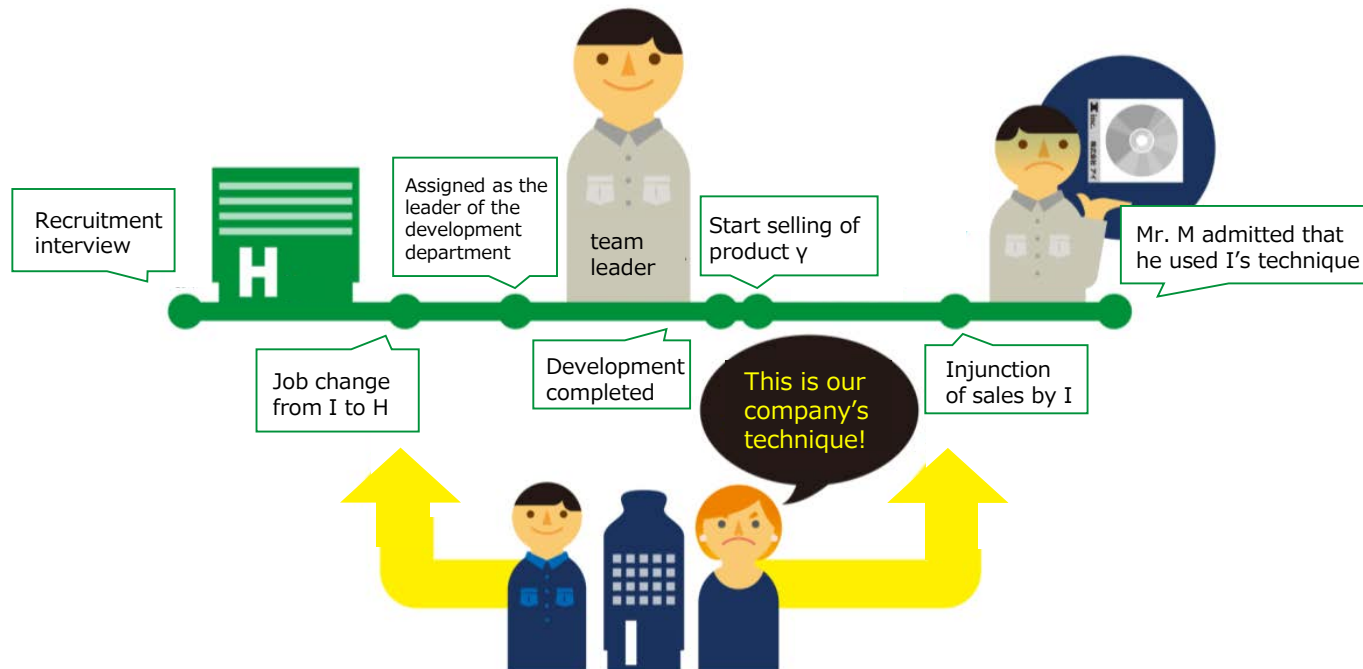 Recruitment
interview
H
Job change
from I to H
Assigned as the
leader of the
development
department
team
leader
Development
completed
Start selling of
product γ
This is our
company's
technique!
Injunction
of sales by I
Mr. M admitted that
he used I's technique
I